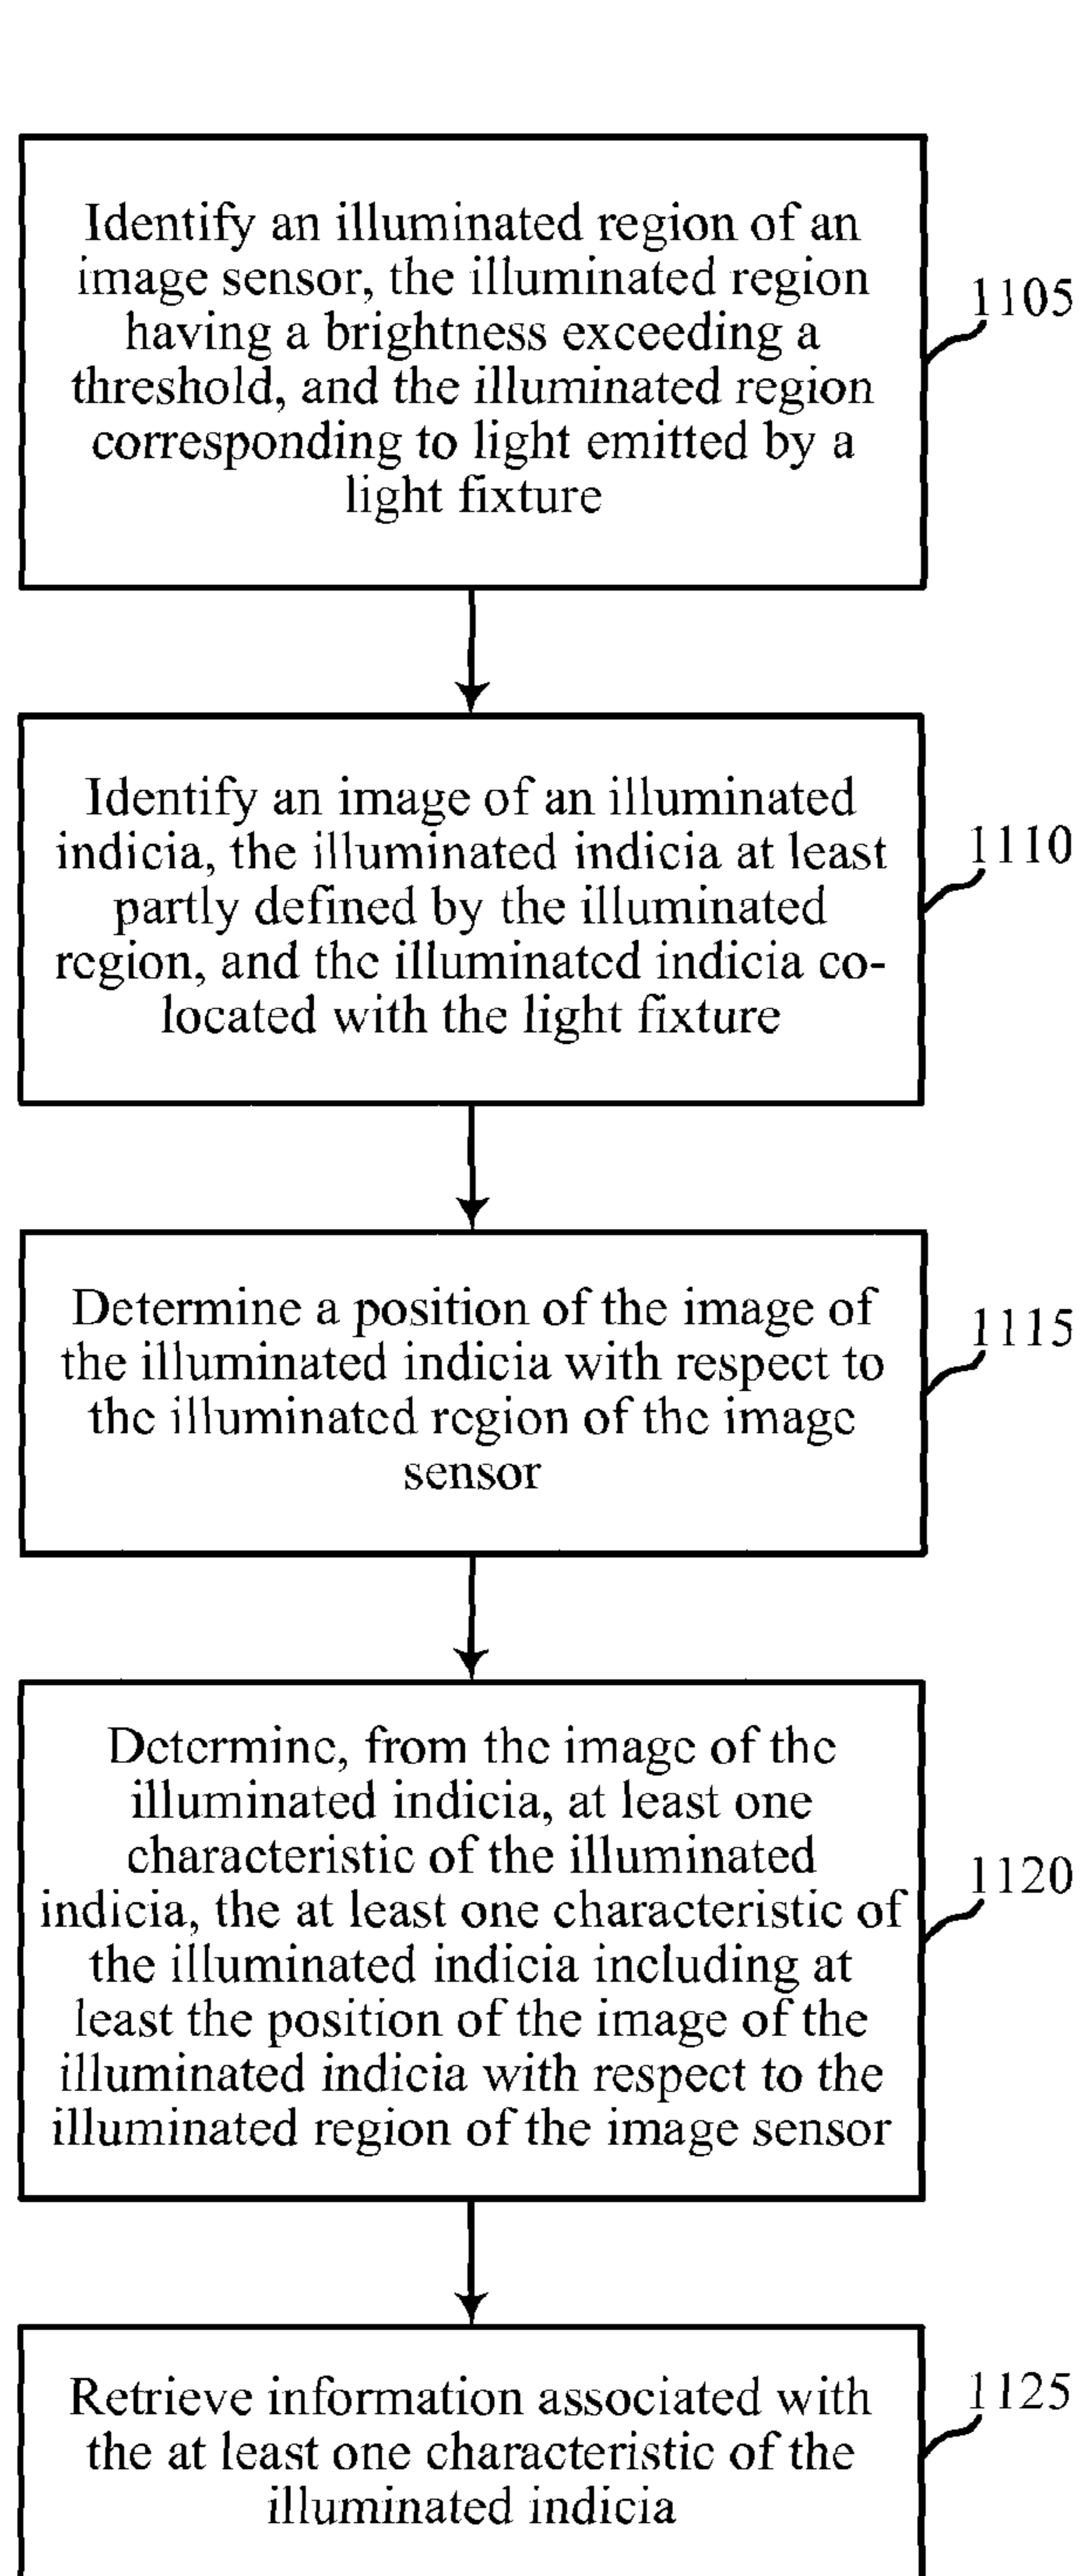 Identify an illuminated region of an
image sensor, the illuminated region
having a brightness exceeding a
threshold, and the illuminated region
corresponding to light emitted by a
light fixture
1105
Identify an image of an illuminated
indicia, the illuminated indicia at least
partly defined by the illuminated
region, and the illuminated indicia co-
located with the light fixture
1110
Determine a position of the image of
the illuminated indicia with respect to
the illuminated region of the image
sensor
1115
Determine, from the image of the
illuminated indicia, at least one
characteristic of the illuminated
indicia, the at least one characteristic of
the illuminated indicia including at
least the position of the image of the
illuminated indicia with respect to the
illuminated region of the image sensor
1120
Retrieve information associated with
the at least one characteristic of the
illuminated indicia
1125